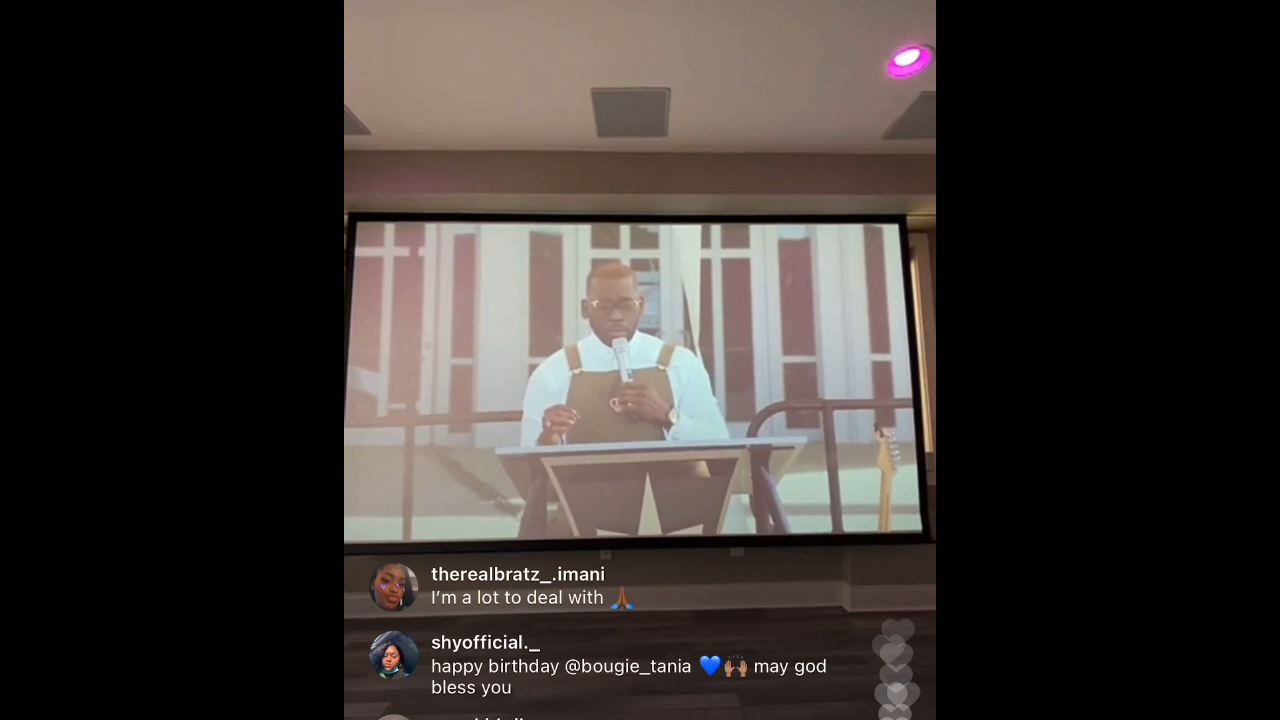 therealbratz_.imani
I'm a lot to deal with 🙏🏾
shyofficial._
happy birthday @bougie_tania 💙🙌🏽 may god
bless you